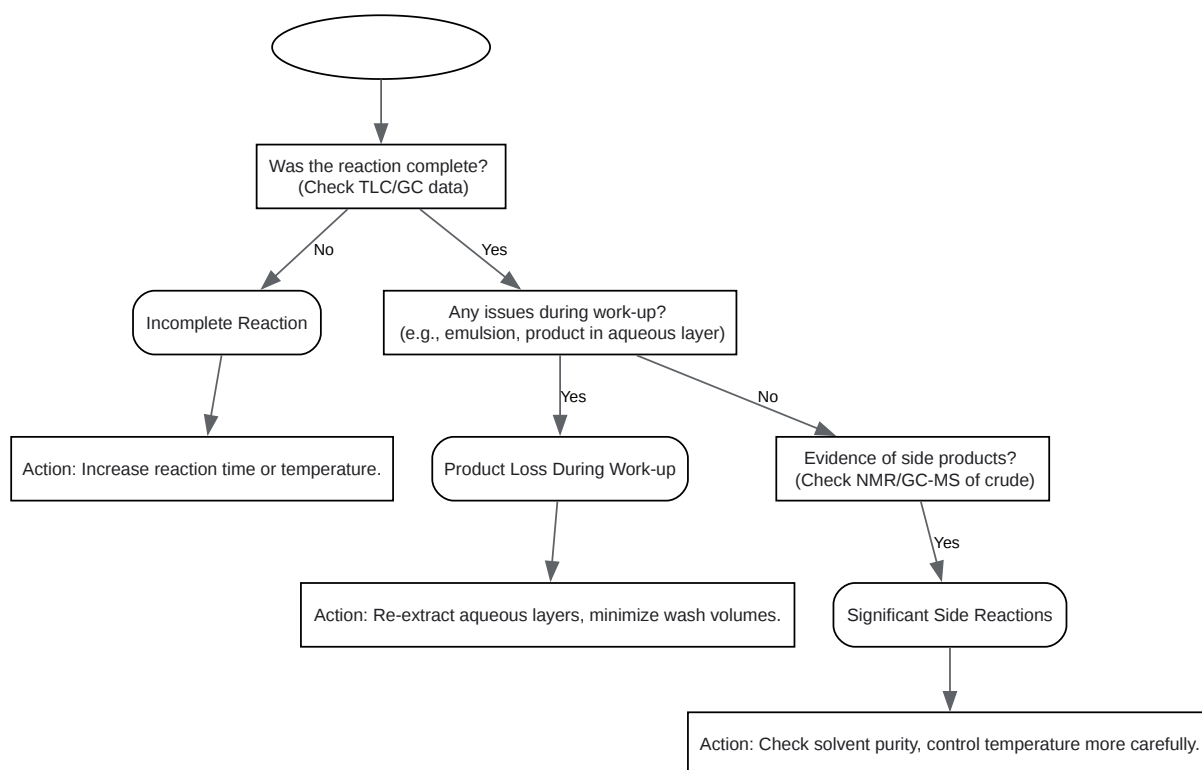 Was the reaction complete?
(Check TLC/GC data)
No
Yes
Incomplete Reaction
Any issues during work-up?
(e.g., emulsion, product in aqueous layer)
Yes
No
Action: Increase reaction time or temperature.
Product Loss During Work-up
Evidence of side products?
(Check NMR/GC-MS of crude)
Yes
Action: Re-extract aqueous layers, minimize wash volumes.
Significant Side Reactions
Action: Check solvent purity, control temperature more carefully.